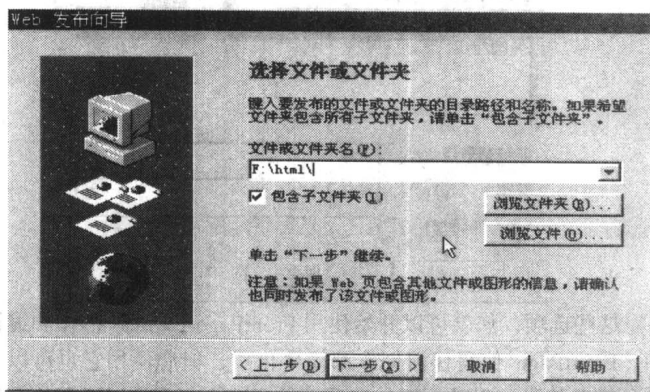 Web 发布向导
选择文件或文件夹
键入要发布的文件或文件夹的目录路径和名称。如果希望
文件夹包含所有子文件夹，请单击“包含子文件夹”。
文件或文件夹名(F):
F:\html\
包含子文件夹(I)
浏览文件夹(R)...
浏览文件(O)...
单击“下一步”继续。
注意：如果 Web 页包含其他文件或图形的信息，请确认
也同时发布了该文件或图形。
<上一步(B) 下一步(X) > 取消 帮助